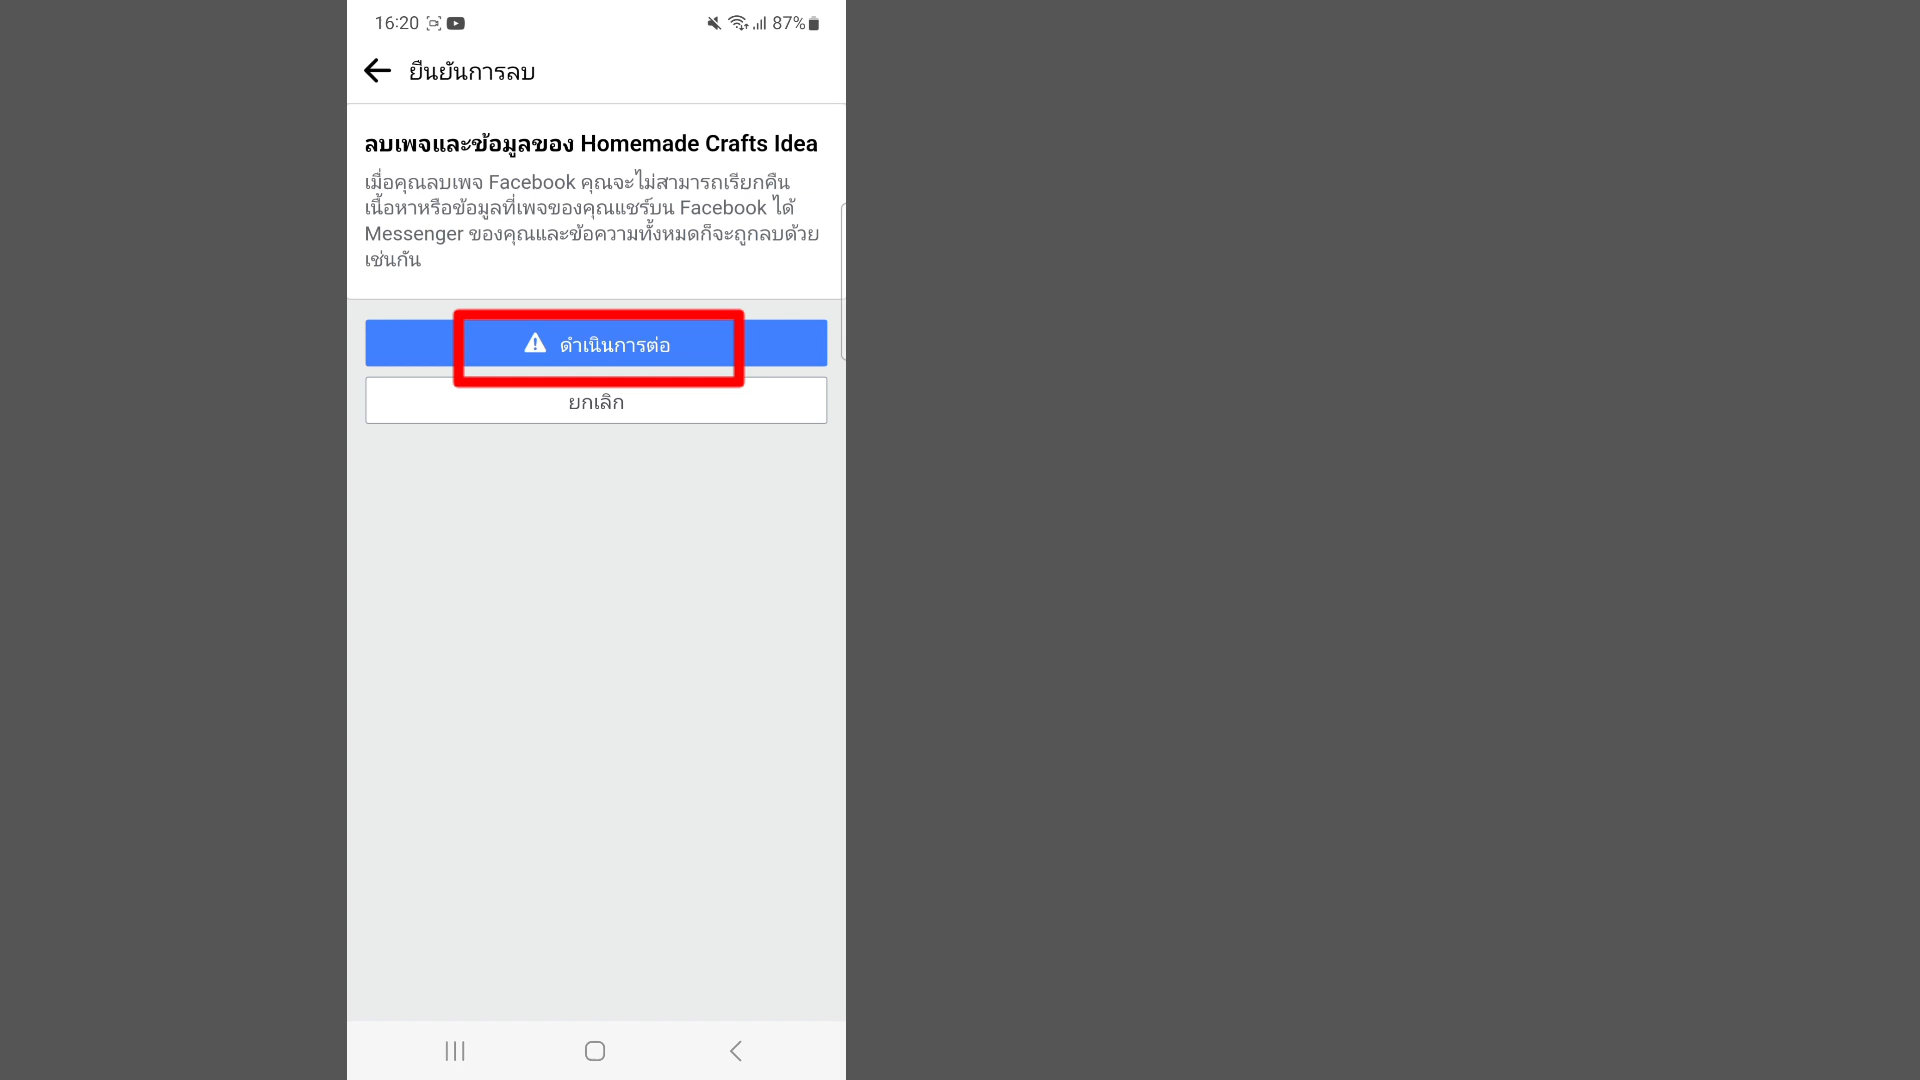 16:20
87%
ยืนยันการลบ
ลบเพจและข้อมูลของ Homemade Crafts Idea
เมื่อคุณลบเพจ Facebook คุณจะไม่สามารถเรียกคืน
เนื้อหาหรือข้อมูลที่เพจของคุณแชร์บน Facebook ได้
Messenger ของคุณและข้อความทั้งหมดก็จะถูกลบด้วย
เช่นกัน
ดำเนินการต่อ
ยกเลิก